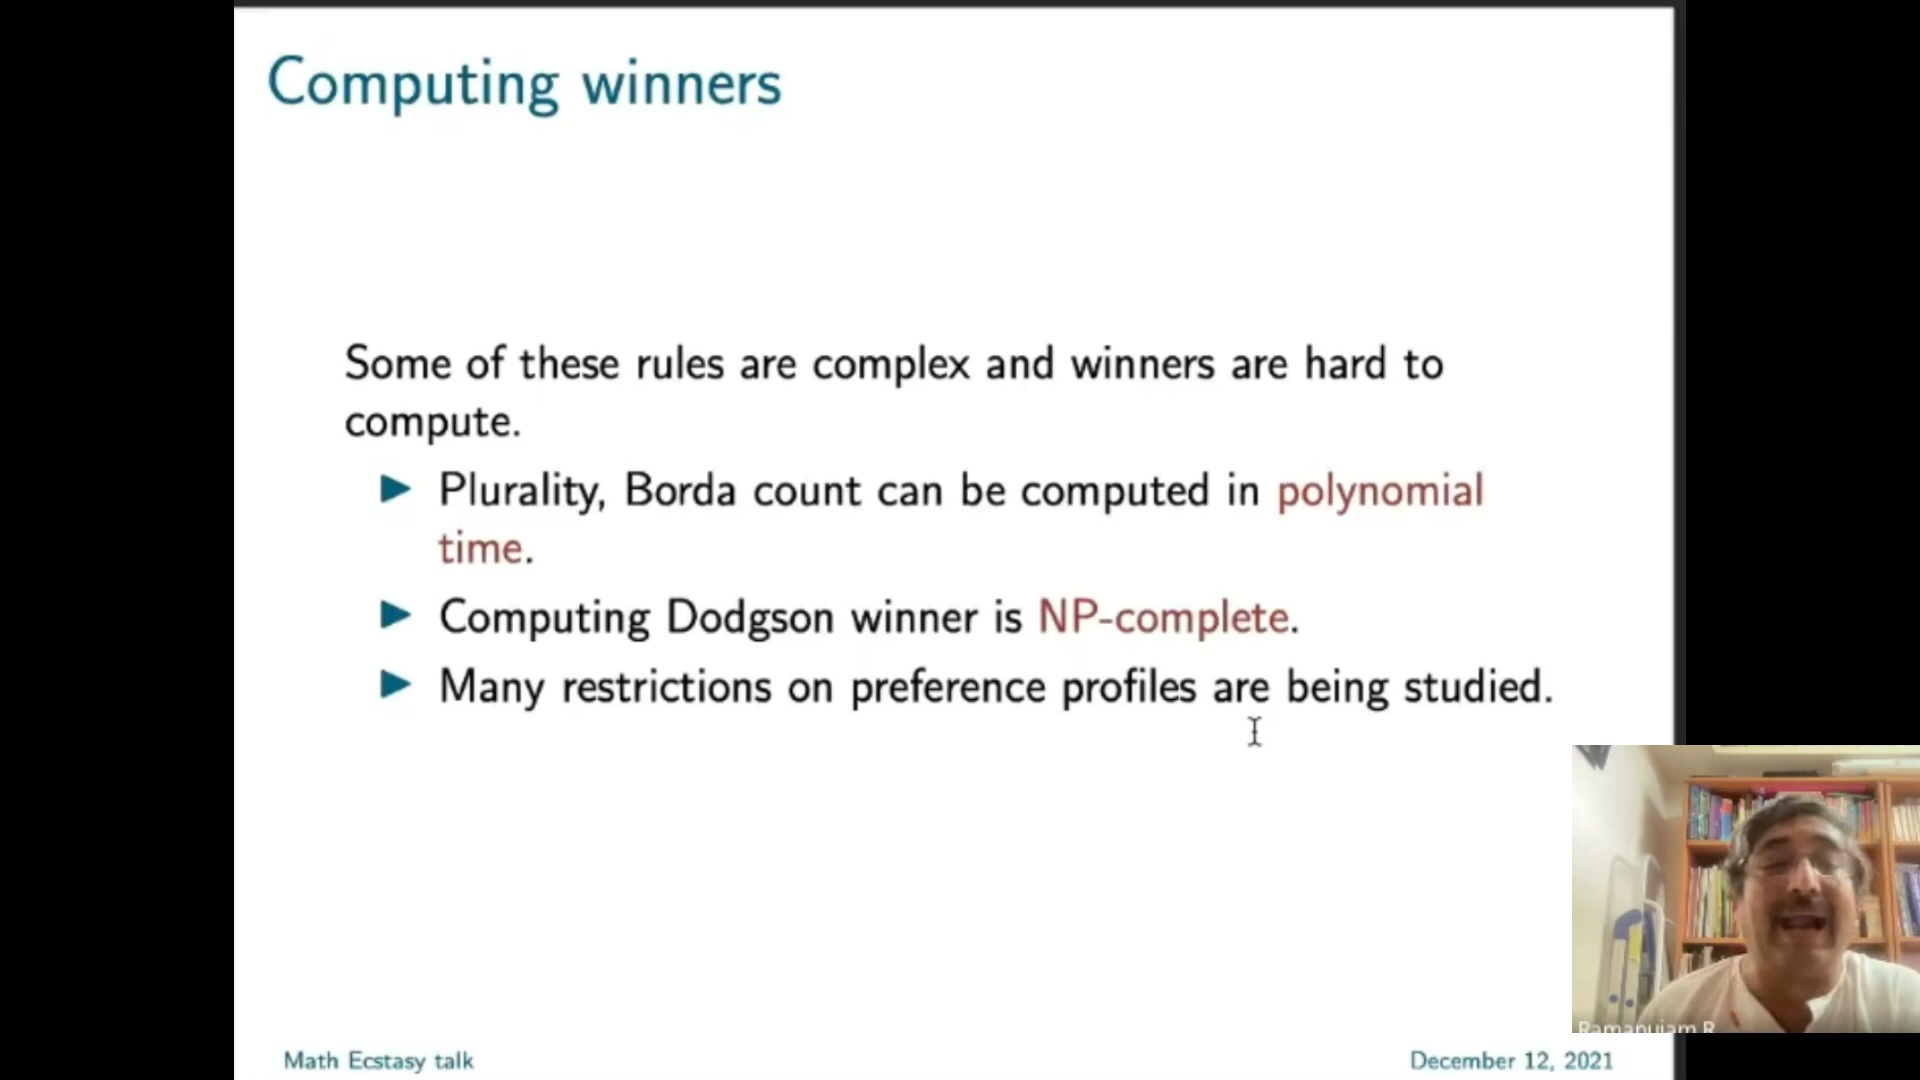 Computing winners
Some of these rules are complex and winners are hard to
compute.
Plurality, Borda count can be computed in polynomial
time.
Computing Dodgson winner is NP-complete.
Many restrictions on preference profiles are being studied.
Ramanujam R
Math Ecstasy talk
December 12, 2021